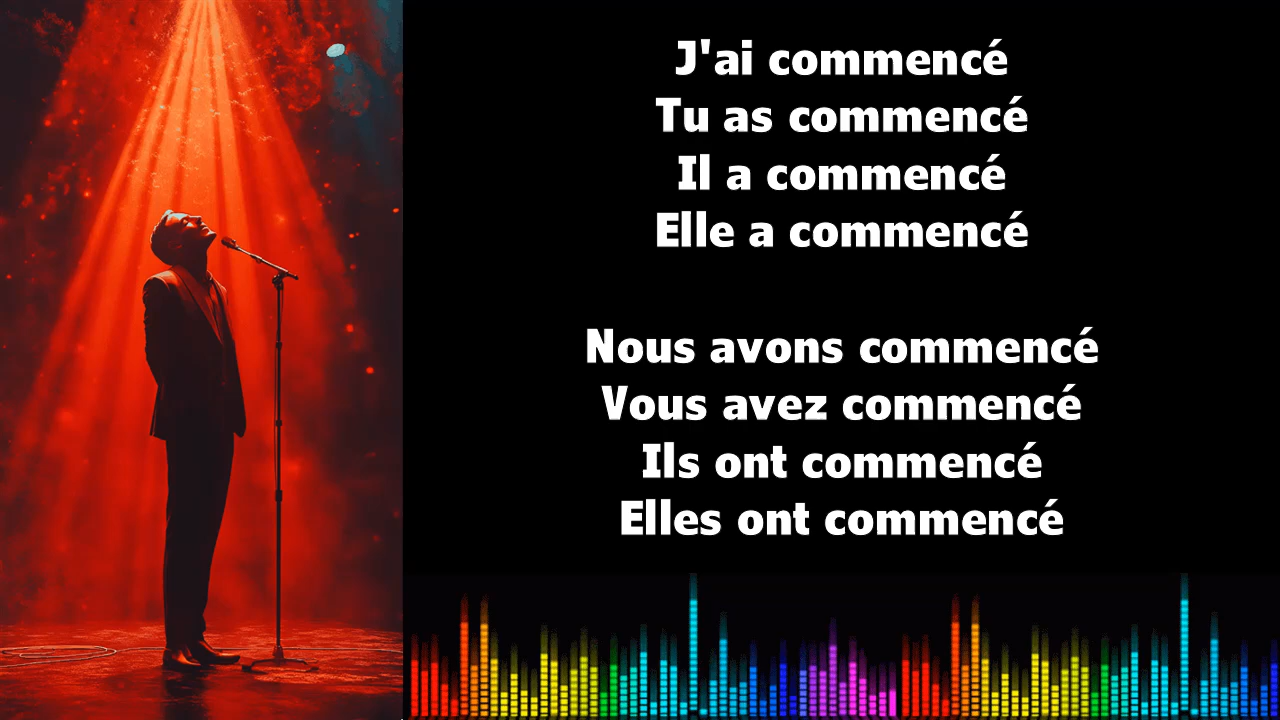 J'ai commencé
Tu as commencé
Il a commencé
Elle a commencé
Nous avons commencé
Vous avez commencé
Ils ont commencé
Elles ont commencé